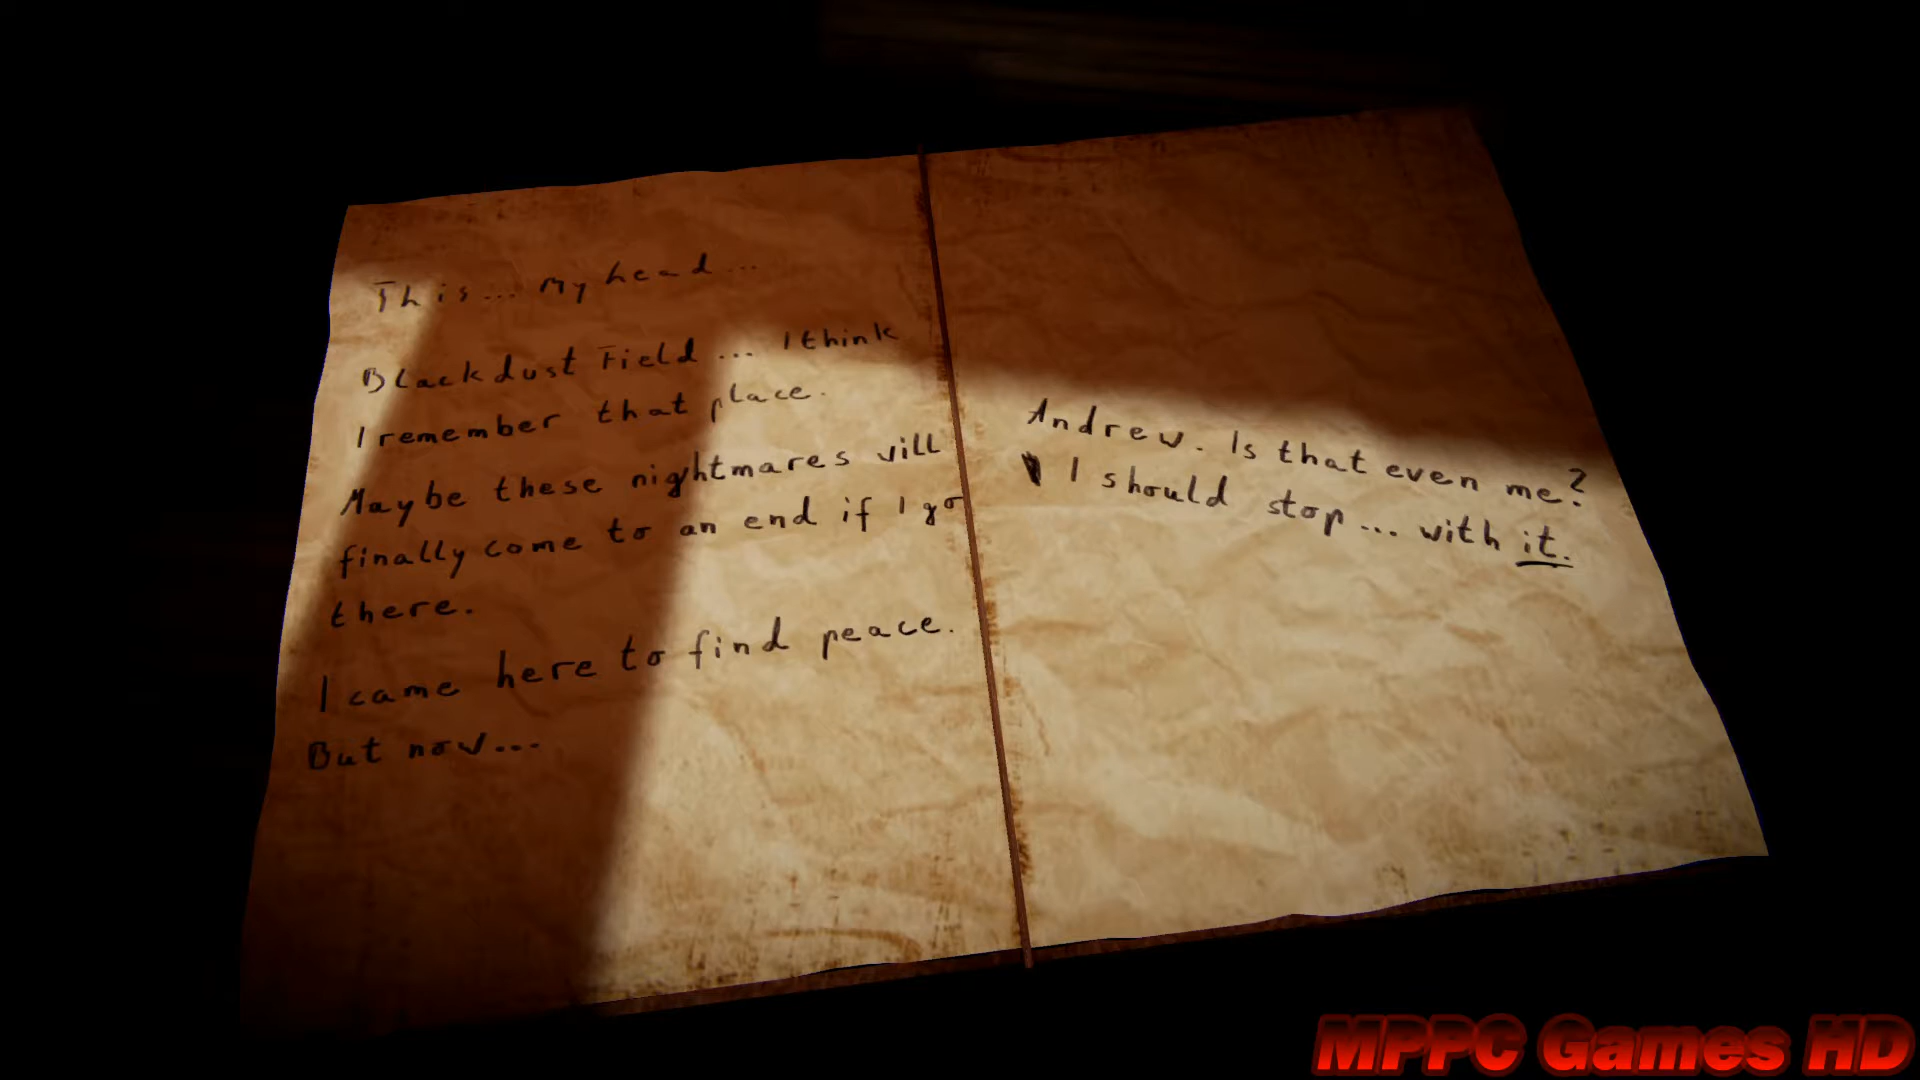 This... My head...
Blackdust Field... I think
I remember that place.
Maybe these nightmares will
finally come to an end if I go
there.
I came here to find peace.
But now...
Andrew. Is that even me?
I should stop... with it.
MPPC Games HD